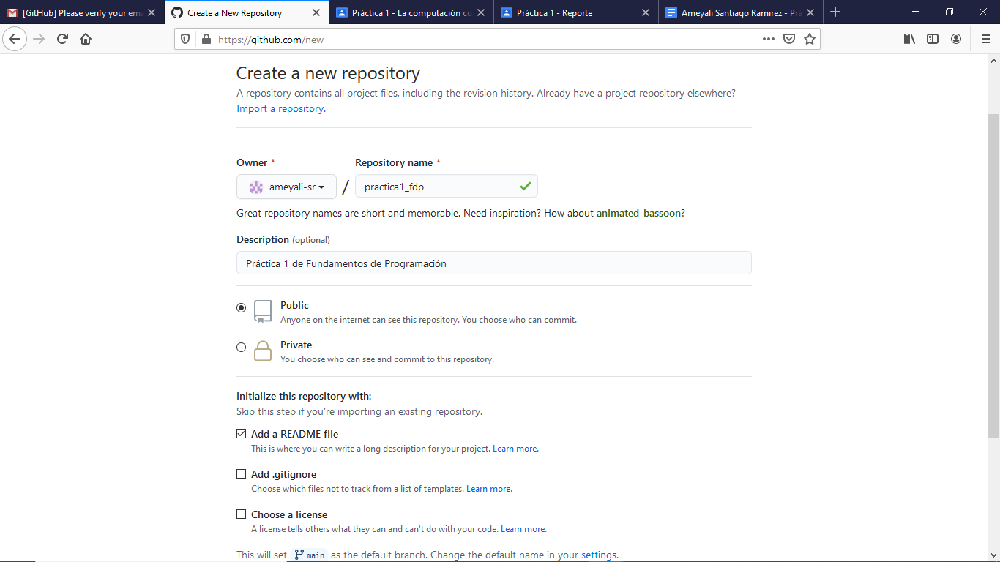 [GitHub] Please verify your ema
Create a New Repository
Práctica 1 - La computación co
Práctica 1 - Reporte
Ameyali Santiago Ramirez - Prá
https://github.com/new
Create a new repository
A repository contains all project files, including the revision history. Already have a project repository elsewhere?
Import a repository.
Owner *
Repository name *
ameyali-sr
/
practica1_fdp
Great repository names are short and memorable. Need inspiration? How about animated-bassoon?
Description (optional)
Práctica 1 de Fundamentos de Programación
Public
Anyone on the internet can see this repository. You choose who can commit.
Private
You choose who can see and commit to this repository.
Initialize this repository with:
Skip this step if you're importing an existing repository.
Add a README file
This is where you can write a long description for your project. Learn more.
Add .gitignore
Choose which files not to track from a list of templates. Learn more.
Choose a license
A license tells others what they can and can't do with your code. Learn more.
This will set main as the default branch. Change the default name in your settings.